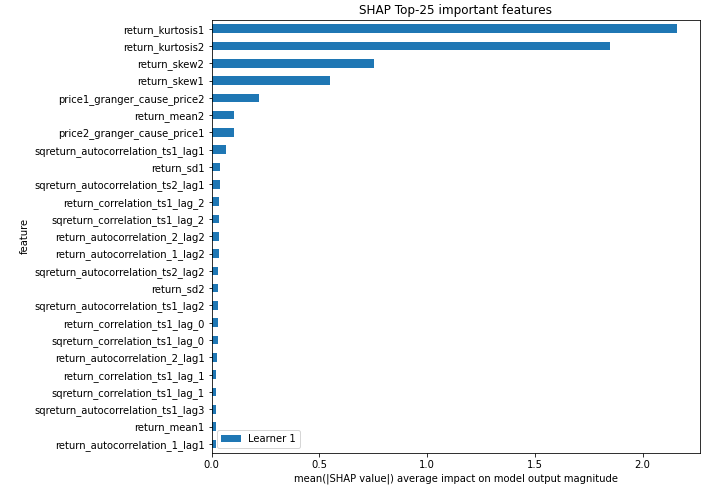 SHAP Top-25 important features
return_kurtosis1
return_kurtosis2
return_skew2
return_skew1
price1_granger_cause_price2
return_mean2
price2_granger_cause_price1
sqreturn_autocorrelation_ts1_lag1
return_sd1
sqreturn_autocorrelation_ts2_lag1
return_correlation_ts1_lag_2
sqreturn_correlation_ts1_lag_2
return_autocorrelation_2_lag2
return_autocorrelation_1_lag2
sqreturn_autocorrelation_ts2_lag2
return_sd2
sqreturn_autocorrelation_ts1_lag2
return_correlation_ts1_lag_0
sqreturn_correlation_ts1_lag_0
return_autocorrelation_2_lag1
return_correlation_ts1_lag_1
sqreturn_correlation_ts1_lag_1
sqreturn_autocorrelation_ts1_lag3
return_mean1
return_autocorrelation_1_lag1
feature
Learner 1
0.0 0.5 1.0 1.5 2.0
mean(|SHAP value|) average impact on model output magnitude